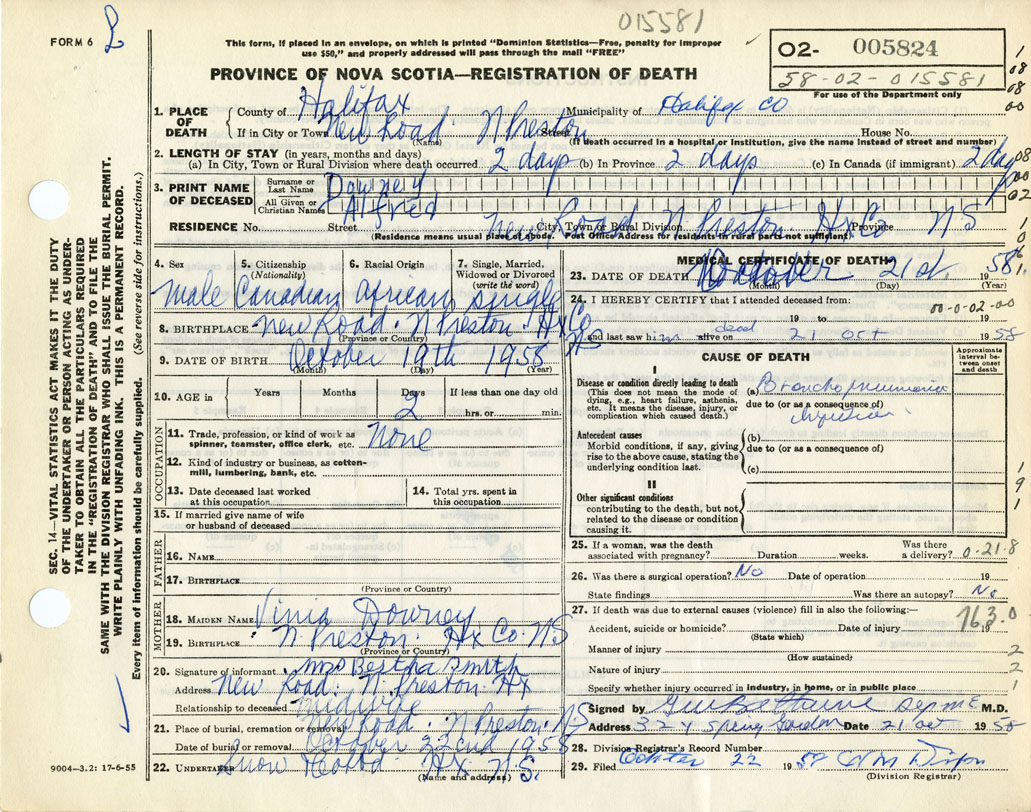 015581
FORM 6
This form, if placed in an envelope, on which is printed "Dominion Statistics—Free, penalty for improper
use $50," and properly addressed will pass through the mail "FREE"
O2- 005824
58-02-015581
For use of the Department only
PROVINCE OF NOVA SCOTIA—REGISTRATION OF DEATH
1. PLACE OF DEATH
County of Halifax Municipality of Halifax Co
If in City or Town New Road. N. Preston Street House No.
(Name) (If death occurred in a hospital or institution, give the name instead of street and number)
2. LENGTH OF STAY (in years, months and days)
(a) In City, Town or Rural Division where death occurred 2 days (b) In Province 2 days (c) In Canada (if immigrant) 2 days
3. PRINT NAME OF DECEASED
Surname or Last Name Downey
All Given or Christian Names Alfred
RESIDENCE No. Street New Road N. Preston Hx Co NS City, Town or Rural Division Province
(Residence means usual place of abode. Post Office Address for residents in rural parts not sufficient)
4. Sex 5. Citizenship (Nationality) 6. Racial Origin 7. Single, Married, Widowed or Divorced (write the word)
male Canadian African single
8. BIRTHPLACE New Road. N. Preston. Hx Co NS
(Province or Country)
9. DATE OF BIRTH October 19th 1958
(Month) (Day) (Year)
10. AGE in Years Months Days If less than one day old
2 hrs. or min.
OCCUPATION
11. Trade, profession, or kind of work as spinner, teamster, office clerk, etc. None
12. Kind of industry or business, as cotton-mill, lumbering, bank, etc.
13. Date deceased last worked at this occupation
14. Total yrs. spent in this occupation
15. If married give name of wife or husband of deceased
FATHER
16. NAME
17. BIRTHPLACE
(Province or Country)
MOTHER
18. MAIDEN NAME Vinia Downey
19. BIRTHPLACE N. Preston. Hx Co. NS
(Province or Country)
20. Signature of informant Mrs Bertha Smith
Address New Road. N. Preston. Hx
Relationship to deceased midwife
21. Place of burial, cremation or removal New Road. N. Preston. NS
Date of burial or removal October 22nd 1958
22. UNDERTAKER Snow Hx N.S.
(Name and address)
MEDICAL CERTIFICATE OF DEATH
23. DATE OF DEATH October 21st 1958
(Month) (Day) (Year)
24. I HEREBY CERTIFY that I attended deceased from:
00-0-02-00
19 to 19
and last saw him alive on dead 21 Oct 1958
CAUSE OF DEATH
Approximate interval between onset and death
I
Disease or condition directly leading to death
(This does not mean the mode of dying, e.g., heart failure, asthenia, etc. It means the disease, injury, or complication which caused death.)
(a) Broncho pneumonia
due to (or as a consequence of)
Antecedent causes
Morbid conditions, if any, giving rise to the above cause, stating the underlying condition last.
(b)
due to (or as a consequence of)
(c)
II
Other significant conditions
contributing to the death, but not related to the disease or condition causing it.
25. If a woman, was the death associated with pregnancy? Duration weeks. Was there a delivery? 0-21-8
26. Was there a surgical operation? No Date of operation 19
State findings Was there an autopsy? No
27. If death was due to external causes (violence) fill in also the following:—
763.0
Accident, suicide or homicide? Date of injury 19
(State which)
Manner of injury 2
(How sustained)
Nature of injury 2
Specify whether injury occurred in industry, in home, or in public place 1
Signed by M.D.
Address 324 Spring Garden Date 21 Oct 1958
28. Division Registrar's Record Number
29. Filed October 22 1958 Dixon
(Division Registrar)
SEC. 14—VITAL STATISTICS ACT MAKES IT THE DUTY
OF THE UNDERTAKER OR PERSON ACTING AS UNDER-
TAKER TO OBTAIN ALL THE PARTICULARS REQUIRED
IN THE "REGISTRATION OF DEATH" AND TO FILE THE
SAME WITH THE DIVISION REGISTRAR WHO SHALL ISSUE THE BURIAL PERMIT.
WRITE PLAINLY WITH UNFADING INK. THIS IS A PERMANENT RECORD.
Every item of information should be carefully supplied. (See reverse side for instructions.)
9004—3.2: 17-6-55